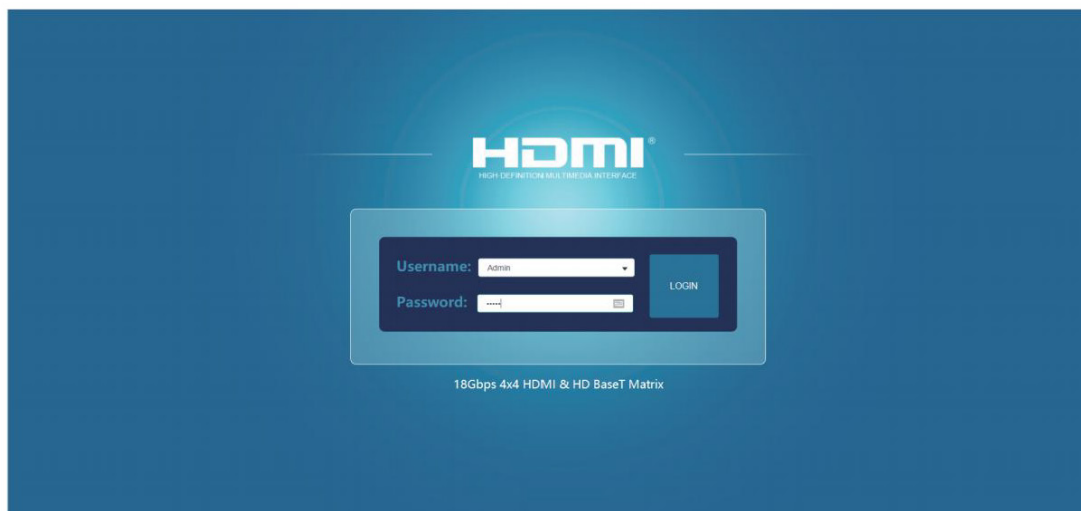 HDMI®
HIGH-DEFINITION MULTIMEDIA INTERFACE
Username: Admin
Password: -----
LOGIN
18Gbps 4x4 HDMI & HD BaseT Matrix